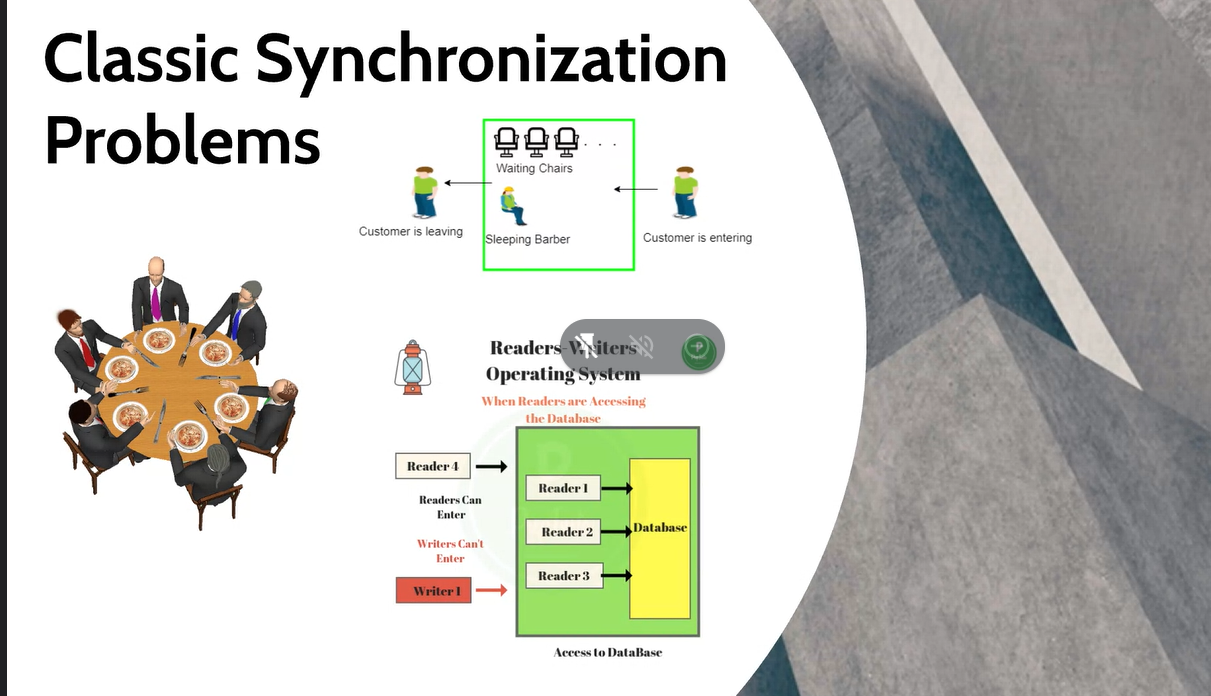 Classic Synchronization
Problems
Waiting Chairs
Customer is leaving
Sleeping Barber
Customer is entering
Readers-Writers
Operating System
When Readers are Accessing
the Database
Reader 4
Readers Can
Enter
Writers Can't
Enter
Writer 1
Reader 1
Reader 2
Reader 3
Database
Access to DataBase